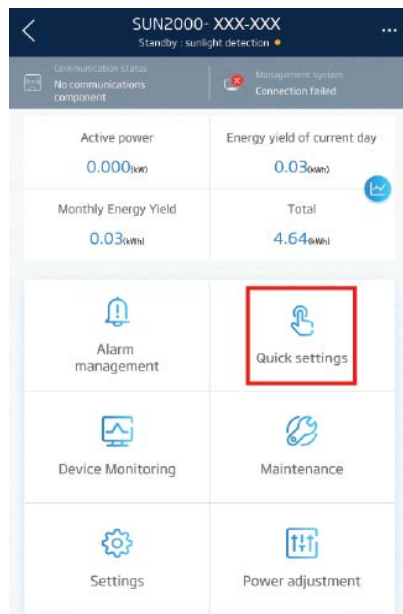 SUN2000- XXX-XXX
Standby : sunlight detection
Communication status
No communications
component
Management system
Connection failed
Active power
0.000(kW)
Energy yield of current day
0.03(kWh)
Monthly Energy Yield
0.03(kWh)
Total
4.64(kWh)
Alarm
management
Quick settings
Device Monitoring
Maintenance
Settings
Power adjustment